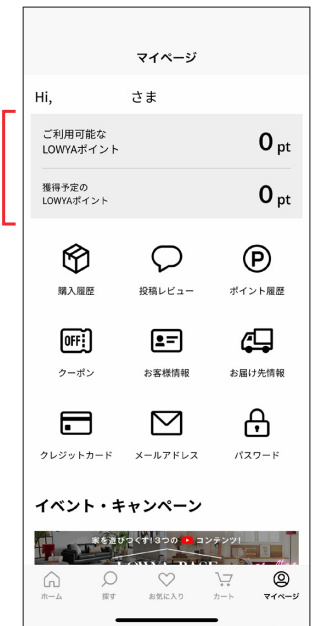 マイページ
Hi, さま
ご利用可能な
LOWYAポイント
0 pt
獲得予定の
LOWYAポイント
0 pt
購入履歴
投稿レビュー
P
ポイント履歴
OFF
クーポン
お客様情報
お届け先情報
クレジットカード
メールアドレス
パスワード
イベント・キャンペーン
家を遊びつくす!3つの コンテンツ!
LOWYA BASE
ホーム
探す
お気に入り
カート
マイページ